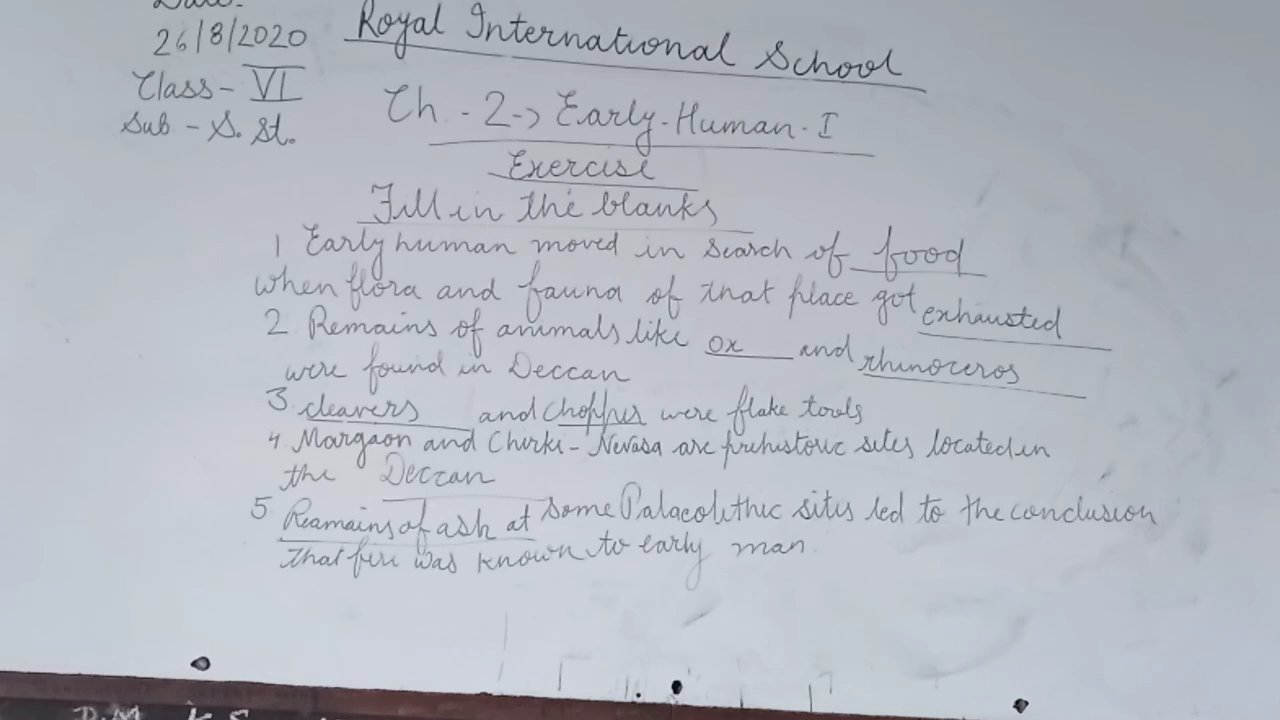 Date:
26/8/2020
Royal International School
Class - VI
Sub - S. St.
Ch. - 2 -> Early-Human-I
Exercise
Fill in the blanks
1 Early human moved in search of food
when flora and fauna of that place got exhausted
2 Remains of animals like ox and rhinoceros
were found in Deccan
3 cleavers and chopper were flake tools
4 Margaon and Chirki-Nevasa are prehistoric sites located in
the Deccan
5 Reamains of ash at some Palaeolithic sites led to the conclusion
that fire was known to early man.